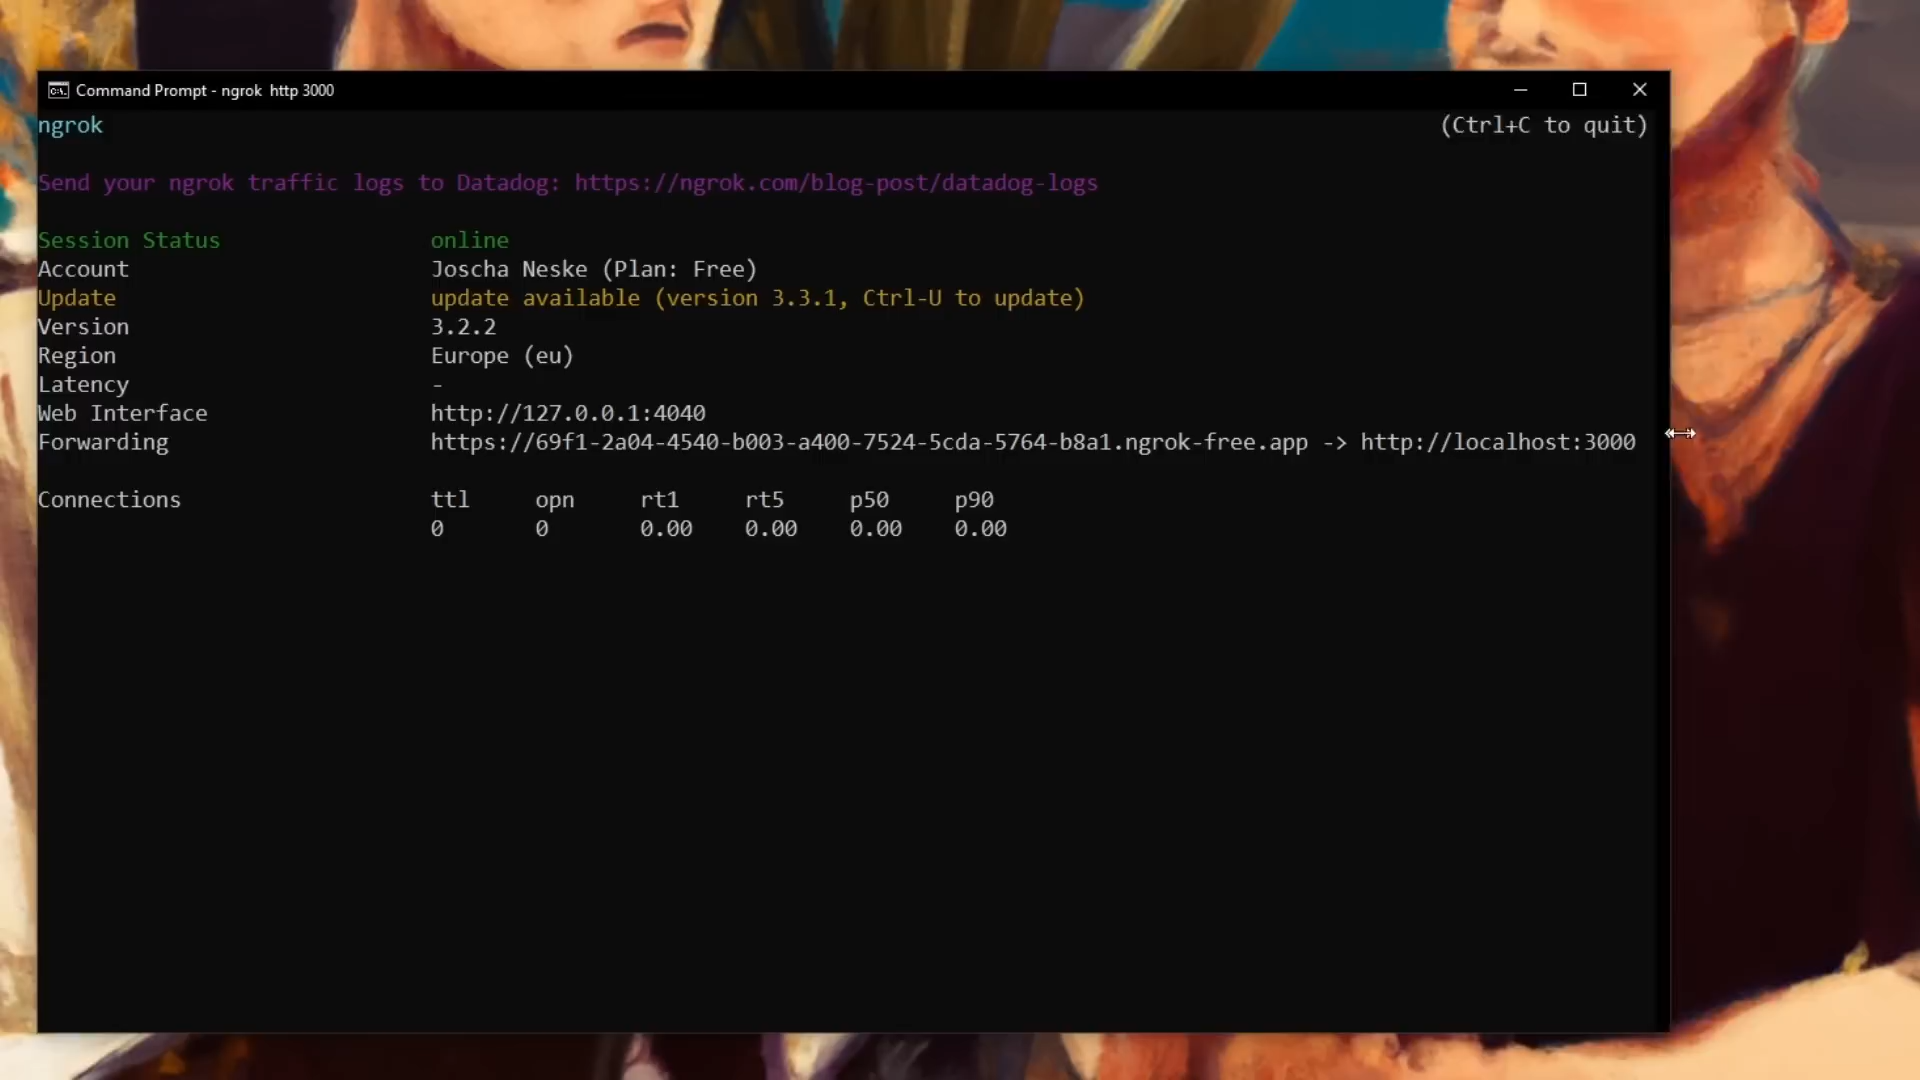 Command Prompt - ngrok  http 3000
ngrok (Ctrl+C to quit)
Send your ngrok traffic logs to Datadog: https://ngrok.com/blog-post/datadog-logs
Session Status online
Account Joscha Neske (Plan: Free)
Update update available (version 3.3.1, Ctrl-U to update)
Version 3.2.2
Region Europe (eu)
Latency -
Web Interface http://127.0.0.1:4040
Forwarding https://69f1-2a04-4540-b003-a400-7524-5cda-5764-b8a1.ngrok-free.app -> http://localhost:3000
Connections ttl opn rt1 rt5 p50 p90
0 0 0.00 0.00 0.00 0.00